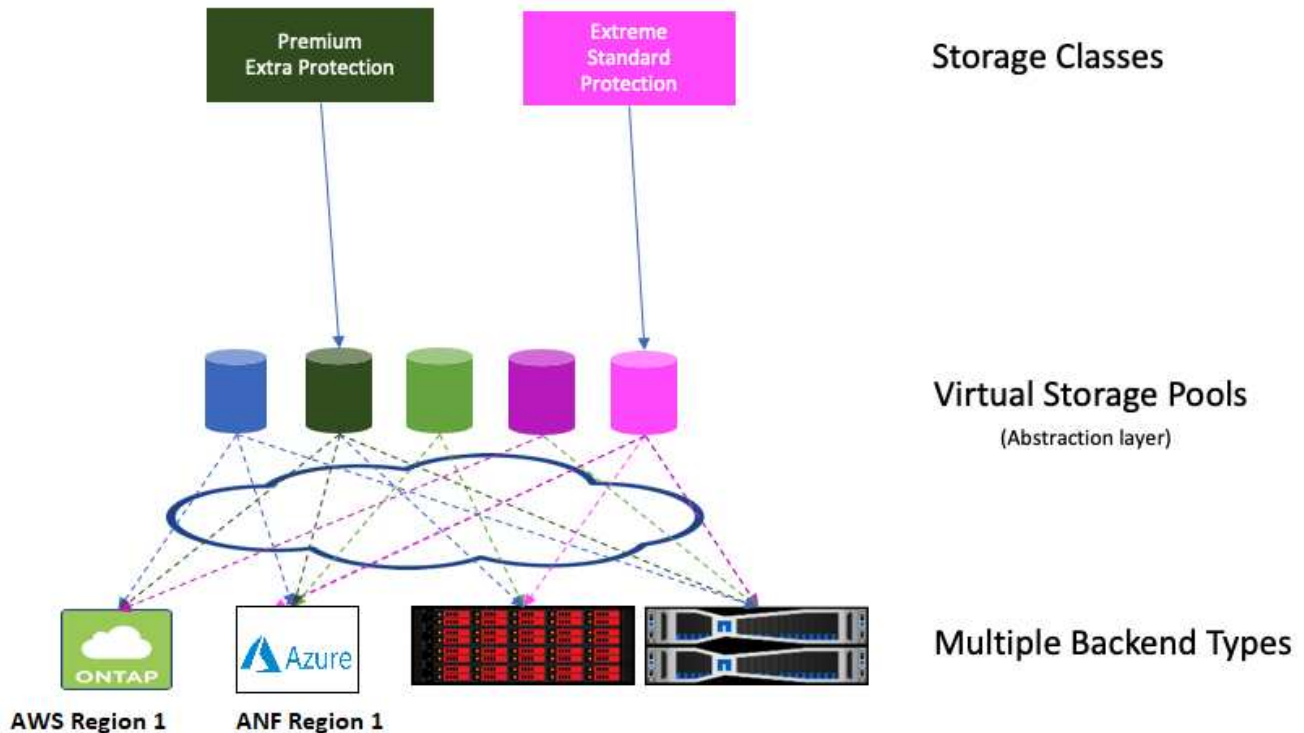 Premium
Extra Protection
Extreme
Standard
Protection
Storage Classes
Virtual Storage Pools
(Abstraction layer)
ONTAP
Azure
Multiple Backend Types
AWS Region 1
ANF Region 1